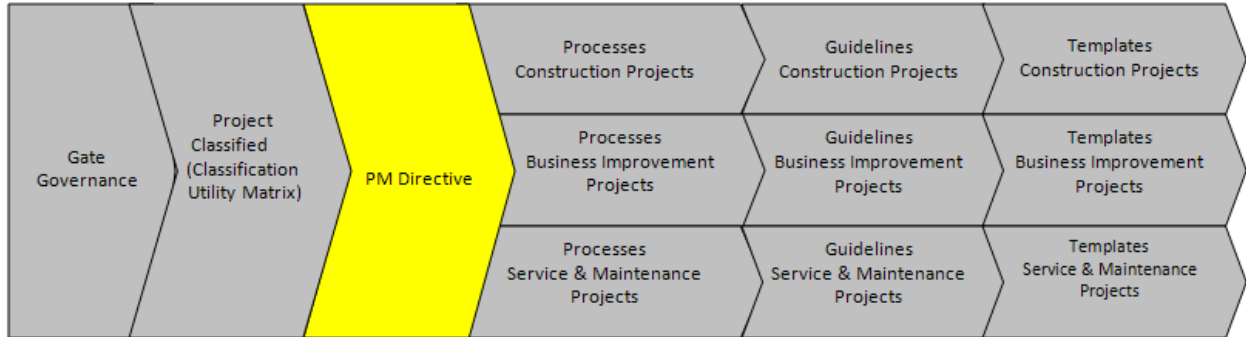 Gate
Governance
Project
Classified
(Classification
Utility Matrix)
PM Directive
Processes
Construction Projects
Guidelines
Construction Projects
Templates
Construction Projects
Processes
Business Improvement
Projects
Guidelines
Business Improvement
Projects
Templates
Business Improvement
Projects
Processes
Service & Maintenance
Projects
Guidelines
Service & Maintenance
Projects
Templates
Service & Maintenance
Projects